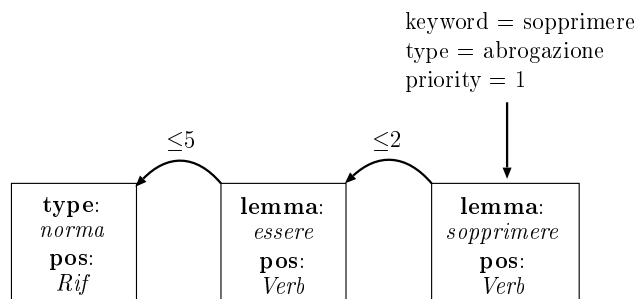 keyword = sopprimere
type = abrogazione
priority = 1
≤5
≤2
type:
norma
pos:
Rif
lemma:
essere
pos:
Verb
lemma:
sopprimere
pos:
Verb